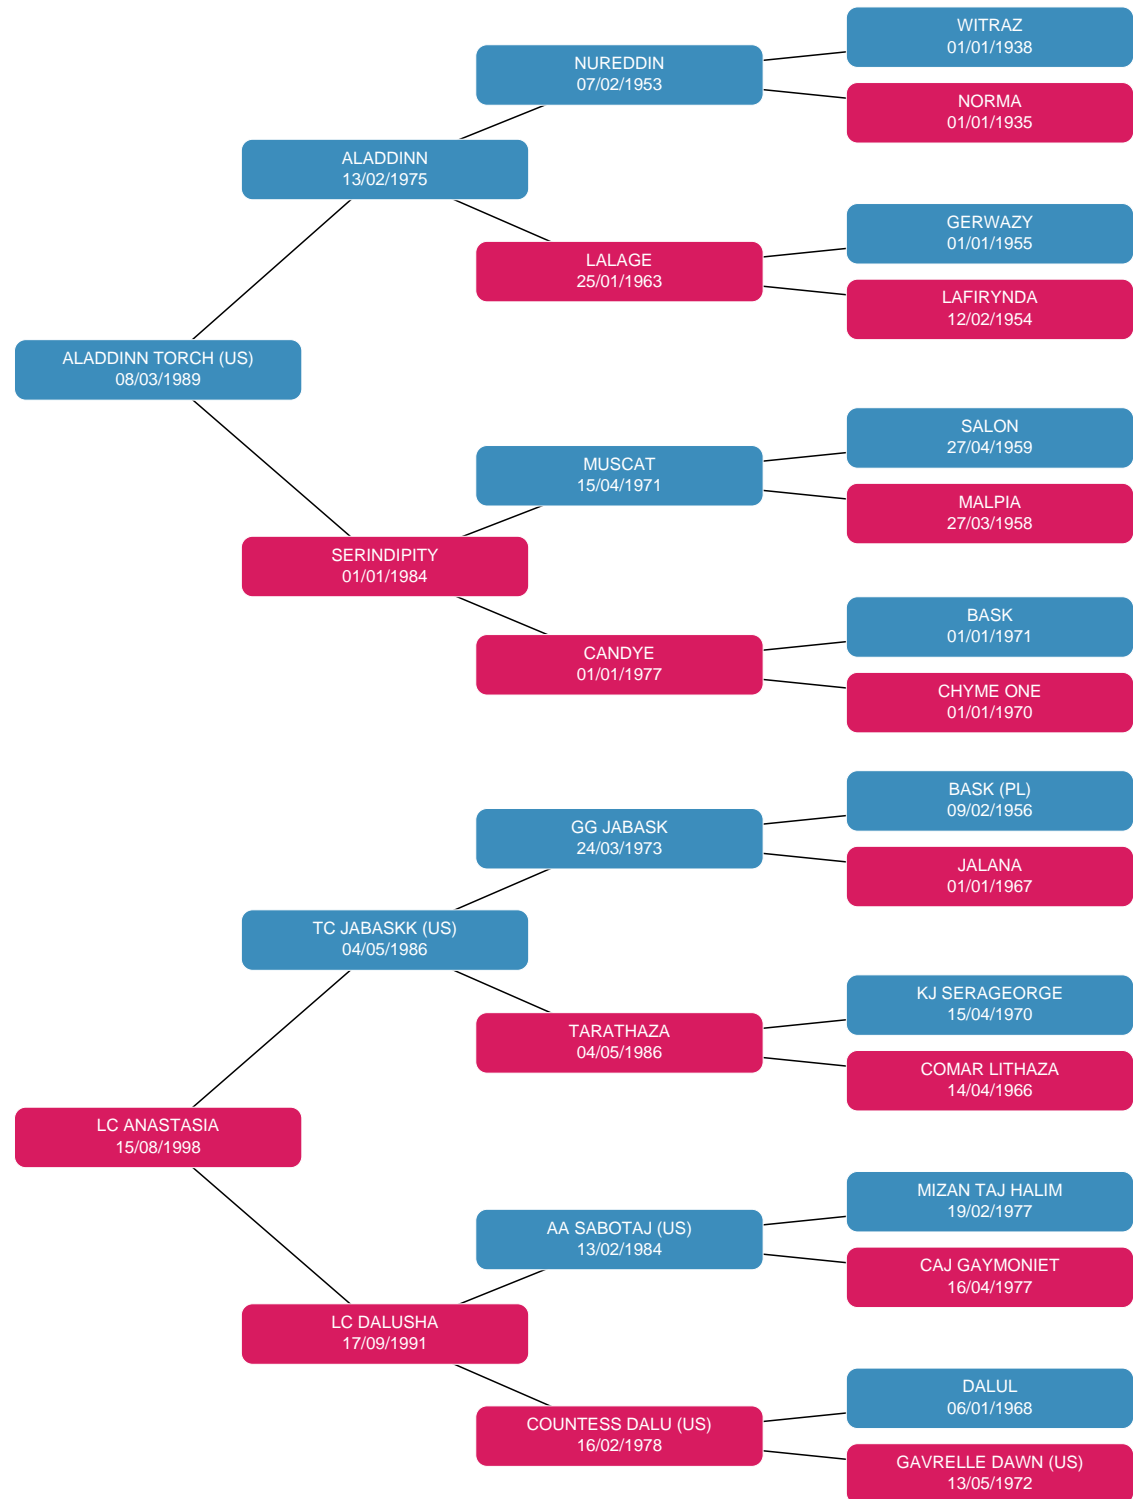 WITRAZ
01/01/1938
NUREDDIN
07/02/1953
NORMA
01/01/1935
ALADDINN
13/02/1975
GERWAZY
01/01/1955
LALAGE
25/01/1963
LAFIRYNDA
12/02/1954
ALADDINN TORCH (US)
08/03/1989
SALON
27/04/1959
MUSCAT
15/04/1971
MALPIA
27/03/1958
SERINDIPITY
01/01/1984
BASK
01/01/1971
CANDYE
01/01/1977
CHYME ONE
01/01/1970
BASK (PL)
09/02/1956
GG JABASK
24/03/1973
JALANA
01/01/1967
TC JABASKK (US)
04/05/1986
KJ SERAGEORGE
15/04/1970
TARATHAZA
04/05/1986
COMAR LITHAZA
14/04/1966
LC ANASTASIA
15/08/1998
MIZAN TAJ HALIM
19/02/1977
AA SABOTAJ (US)
13/02/1984
CAJ GAYMONIET
16/04/1977
LC DALUSHA
17/09/1991
DALUL
06/01/1968
COUNTESS DALU (US)
16/02/1978
GAVRELLE DAWN (US)
13/05/1972